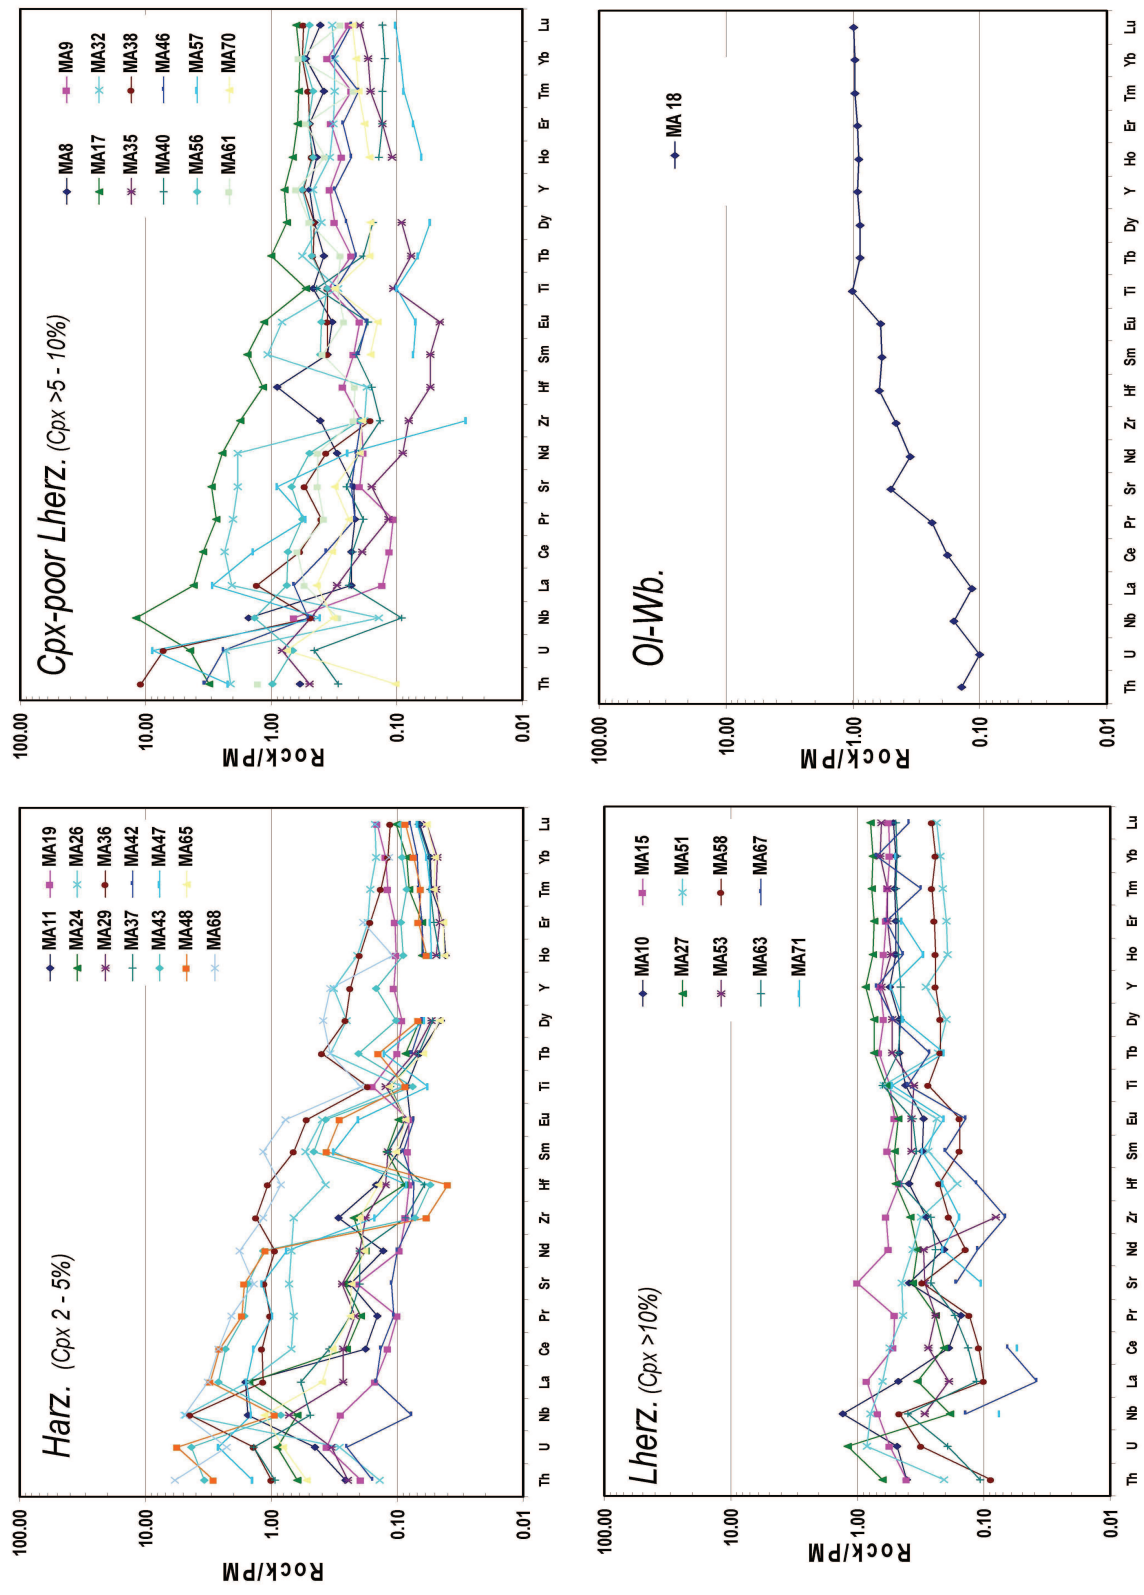 Harz. (Cpx 2 - 5%)
MA11 MA19
MA24 MA26
MA29 MA36
MA37 MA42
MA43 MA47
MA48 MA65
MA68
Rock/PM
100.00
10.00
1.00
0.10
0.01
Th U Nb La Ce Pr Sr Nd Zr Hf Sm Eu Ti Tb Dy Y Ho Er Tm Yb Lu
Cpx-poor Lherz. (Cpx >5 - 10%)
MA8 MA9
MA17 MA32
MA35 MA38
MA40 MA46
MA56 MA57
MA61 MA70
Rock/PM
100.00
10.00
1.00
0.10
0.01
Th U Nb La Ce Pr Sr Nd Zr Hf Sm Eu Ti Tb Dy Y Ho Er Tm Yb Lu
Lherz. (Cpx >10%)
MA10 MA15
MA27 MA51
MA53 MA58
MA63 MA67
MA71
Rock/PM
100.00
10.00
1.00
0.10
0.01
Th U Nb La Ce Pr Sr Nd Zr Hf Sm Eu Ti Tb Dy Y Ho Er Tm Yb Lu
Ol-Wb.
MA 18
Rock/PM
100.00
10.00
1.00
0.10
0.01
Th U Nb La Ce Pr Sr Nd Zr Hf Sm Eu Ti Tb Dy Y Ho Er Tm Yb Lu